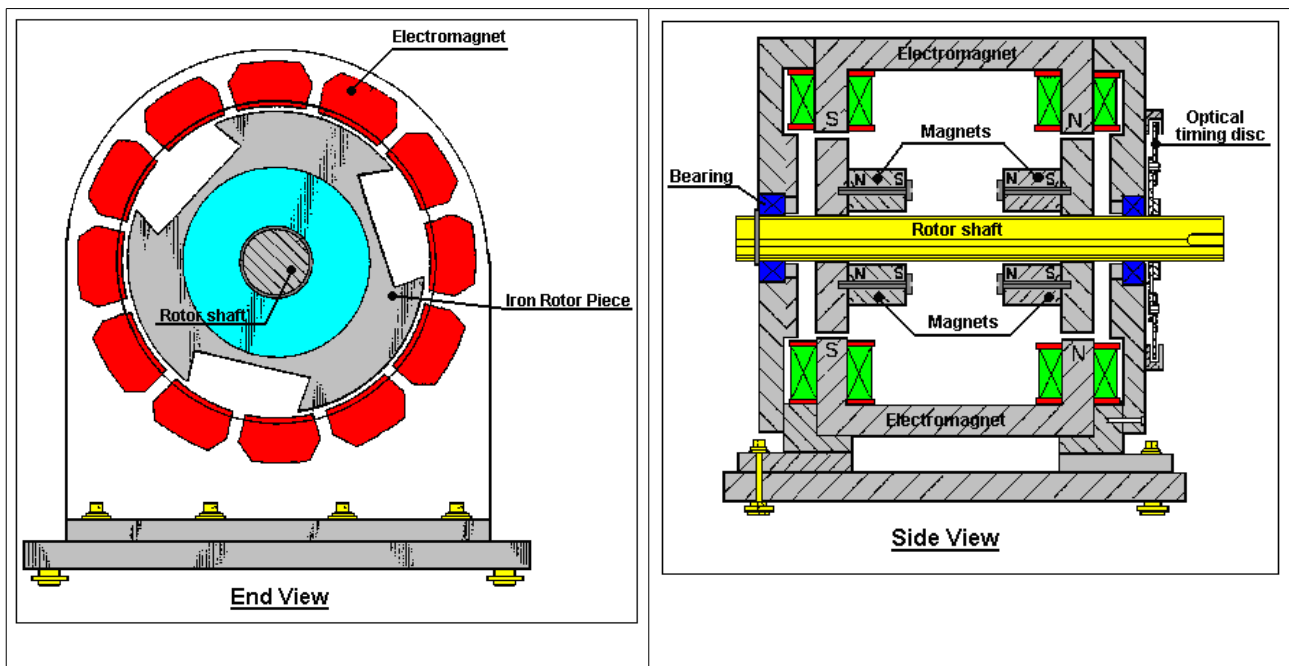 Electromagnet
Iron Rotor Piece
Rotor shaft
End View
Electromagnet
S
N
Magnets
Optical
timing disc
Bearing
N S
N S
Rotor shaft
N S
N S
Magnets
S
N
Electromagnet
Side View